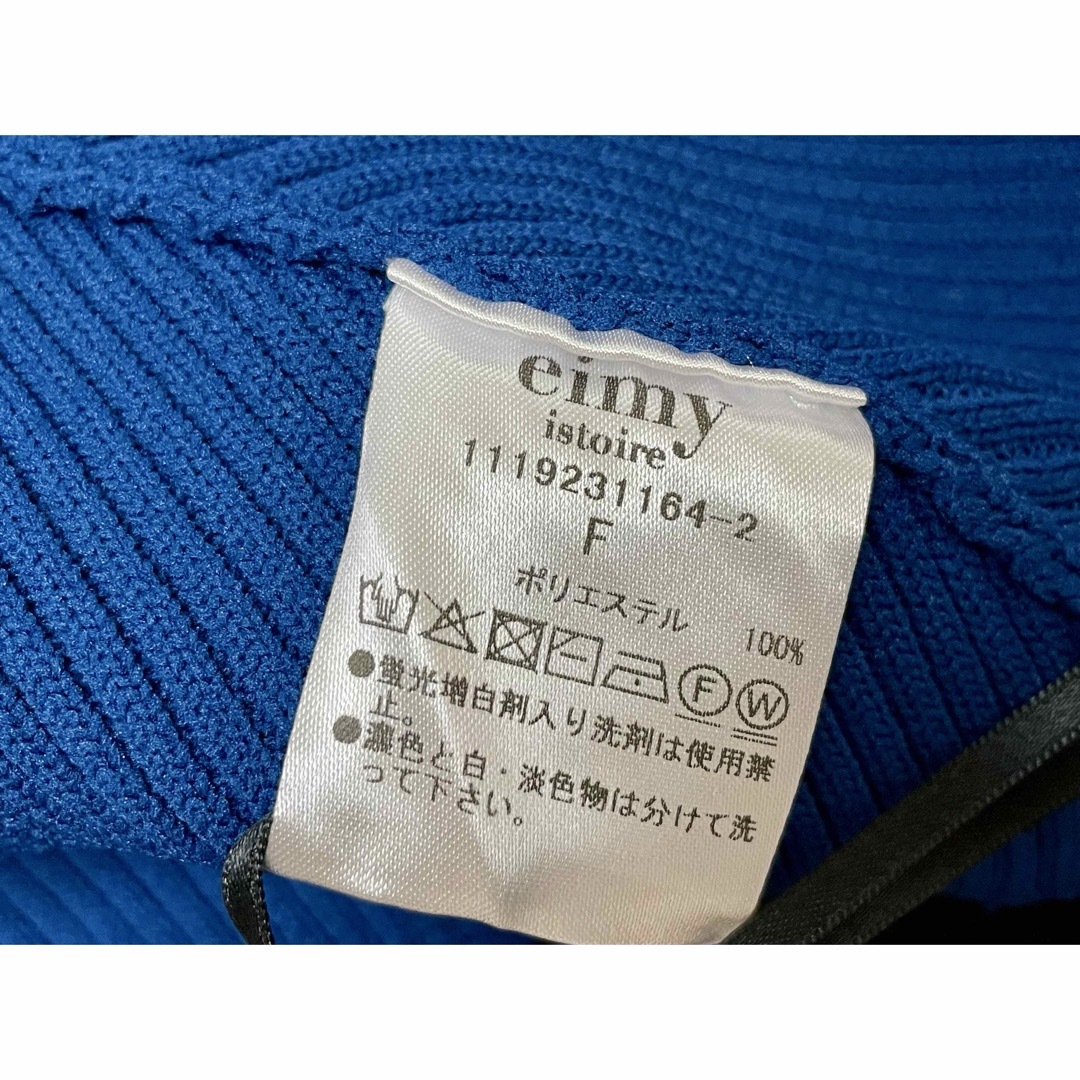 eimy
istoire
1119231164-2
F
ポリエステル 100%
F W
●蛍光増白剤入り洗剤は使用禁
止。
●濃色と白・淡色物は分けて洗
って下さい。